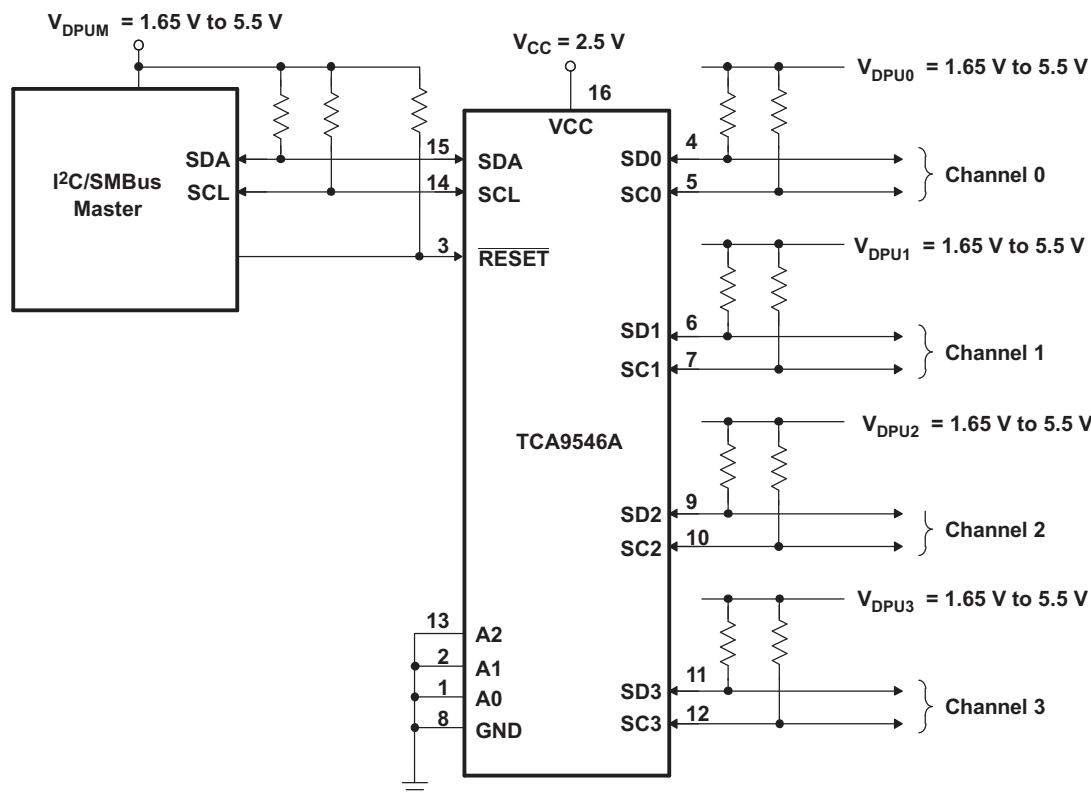 V_DPUM = 1.65 V to 5.5 V
V_CC = 2.5 V
16
VCC
V_DPU0 = 1.65 V to 5.5 V
I²C/SMBus
Master
SDA
SCL
15
14
3
SDA
SCL
R̅E̅S̅E̅T̅
SD0
SC0
4
5
Channel 0
V_DPU1 = 1.65 V to 5.5 V
SD1
SC1
6
7
Channel 1
TCA9546A
V_DPU2 = 1.65 V to 5.5 V
SD2
SC2
9
10
Channel 2
V_DPU3 = 1.65 V to 5.5 V
13
2
1
8
A2
A1
A0
GND
SD3
SC3
11
12
Channel 3